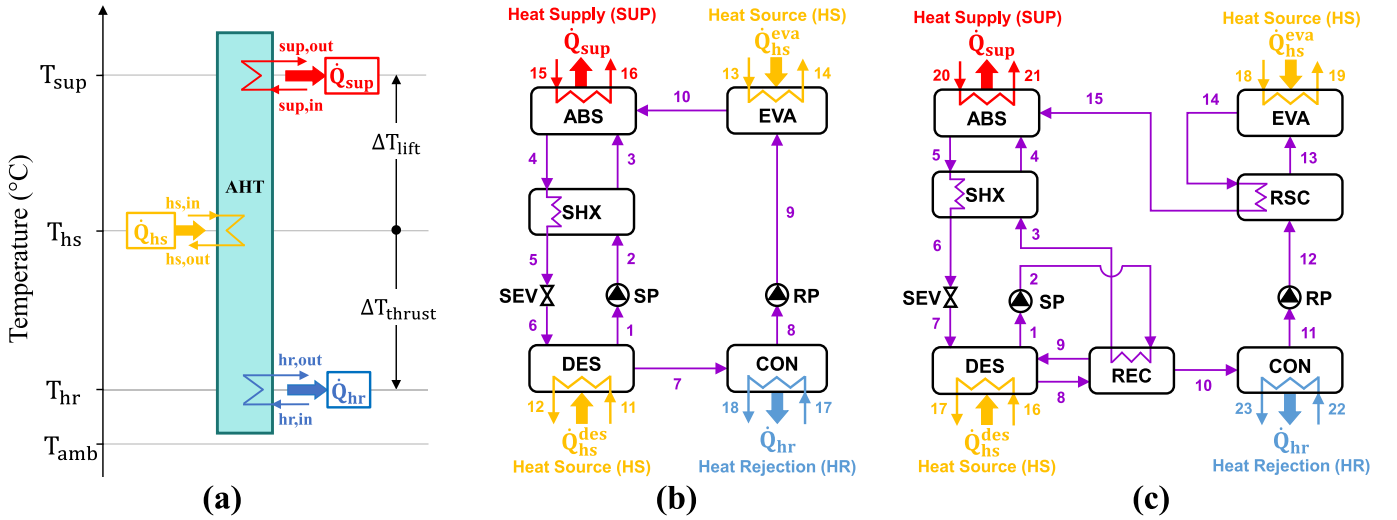 Temperature (°C)
T_sup
T_hs
T_hr
T_amb
AHT
sup,out
Q̇_sup
sup,in
hs,in
Q̇_hs
hs,out
hr,out
Q̇_hr
hr,in
ΔT_lift
ΔT_thrust
(a)
Heat Supply (SUP)
Heat Source (HS)
Q̇_sup
Q̇_hs^eva
15
16
13
14
ABS
10
EVA
4
3
SHX
9
5
2
SEV
SP
RP
6
1
8
DES
7
CON
12
11
18
17
Q̇_hs^des
Q̇_hr
Heat Source (HS)
Heat Rejection (HR)
(b)
Heat Supply (SUP)
Heat Source (HS)
Q̇_sup
Q̇_hs^eva
20
21
18
19
ABS
15
14
EVA
5
4
13
SHX
RSC
6
3
12
2
SEV
SP
RP
7
1
9
11
DES
REC
CON
8
10
17
16
23
22
Q̇_hs^des
Q̇_hr
Heat Source (HS)
Heat Rejection (HR)
(c)